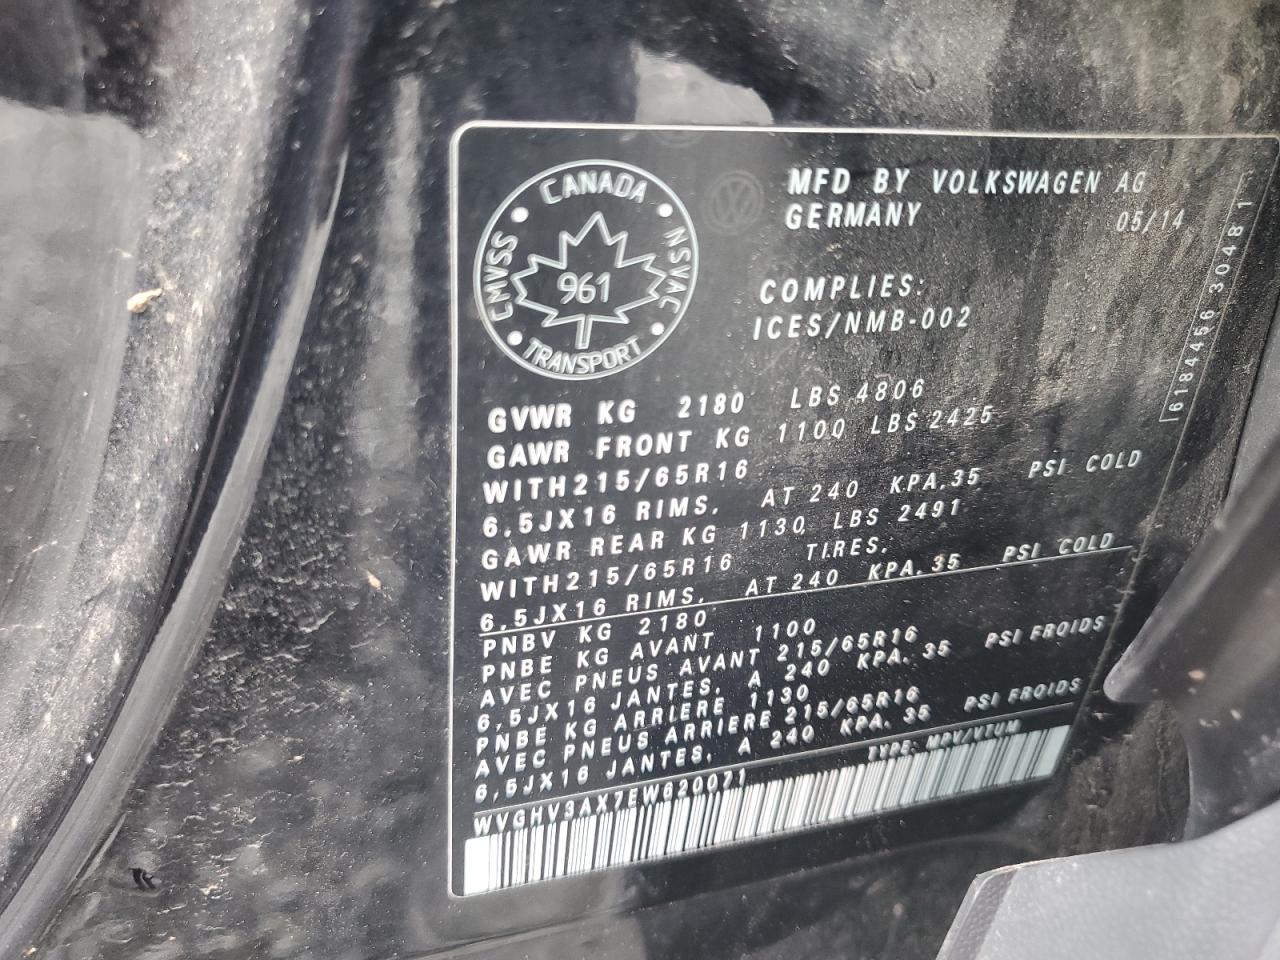 CANADA
CMVSS
NSVAC
961
TRANSPORT
MFD BY VOLKSWAGEN AG
GERMANY 05/14
COMPLIES:
ICES/NMB-002
6184456 30481
GVWR KG 2180 LBS 4806
GAWR FRONT KG 1100 LBS 2425
WITH215/65R16
6,5JX16 RIMS, AT 240 KPA,35 PSI COLD
GAWR REAR KG 1130 LBS 2491
WITH215/65R16 TIRES,
6,5JX16 RIMS, AT 240 KPA,35 PSI COLD
PNBV KG 2180
PNBE KG AVANT 1100
AVEC PNEUS AVANT 215/65R16
6,5JX16 JANTES, A 240 KPA, 35 PSI FROIDS
PNBE KG ARRIERE 1130
AVEC PNEUS ARRIERE 215/65R16
6,5JX16 JANTES, A 240 KPA, 35 PSI FROIDS
WVGHV3AX7EW620071 TYPE: MPV/VTUM